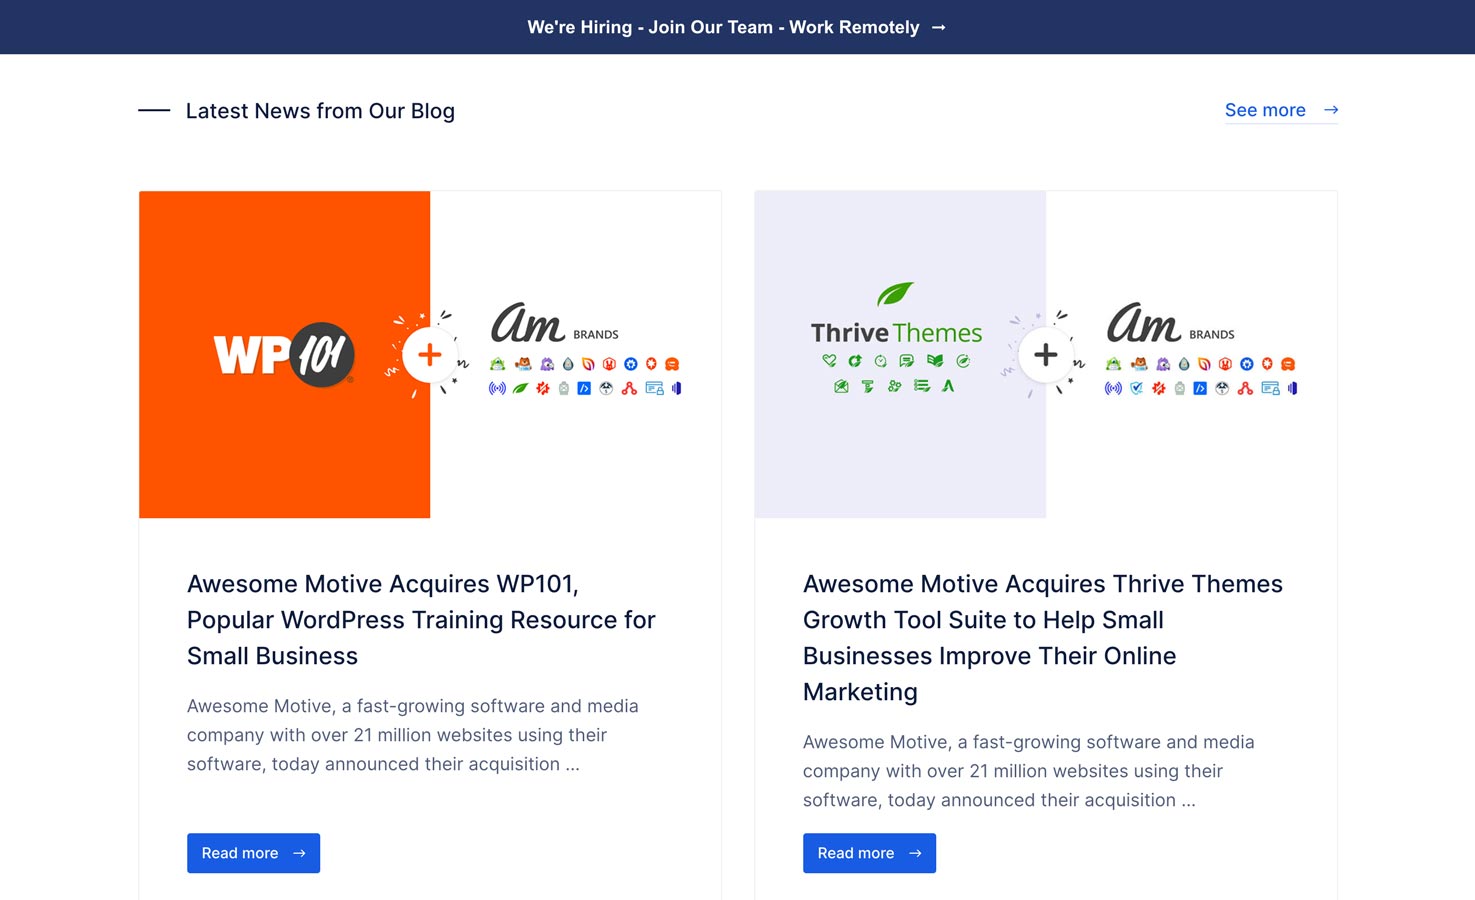 We're Hiring - Join Our Team - Work Remotely →
Latest News from Our Blog
See more →
WP101®
am BRANDS
Thrive Themes
am BRANDS
Awesome Motive Acquires WP101,
Popular WordPress Training Resource for
Small Business
Awesome Motive, a fast-growing software and media
company with over 21 million websites using their
software, today announced their acquisition ...
Read more →
Awesome Motive Acquires Thrive Themes
Growth Tool Suite to Help Small
Businesses Improve Their Online
Marketing
Awesome Motive, a fast-growing software and media
company with over 21 million websites using their
software, today announced their acquisition ...
Read more →